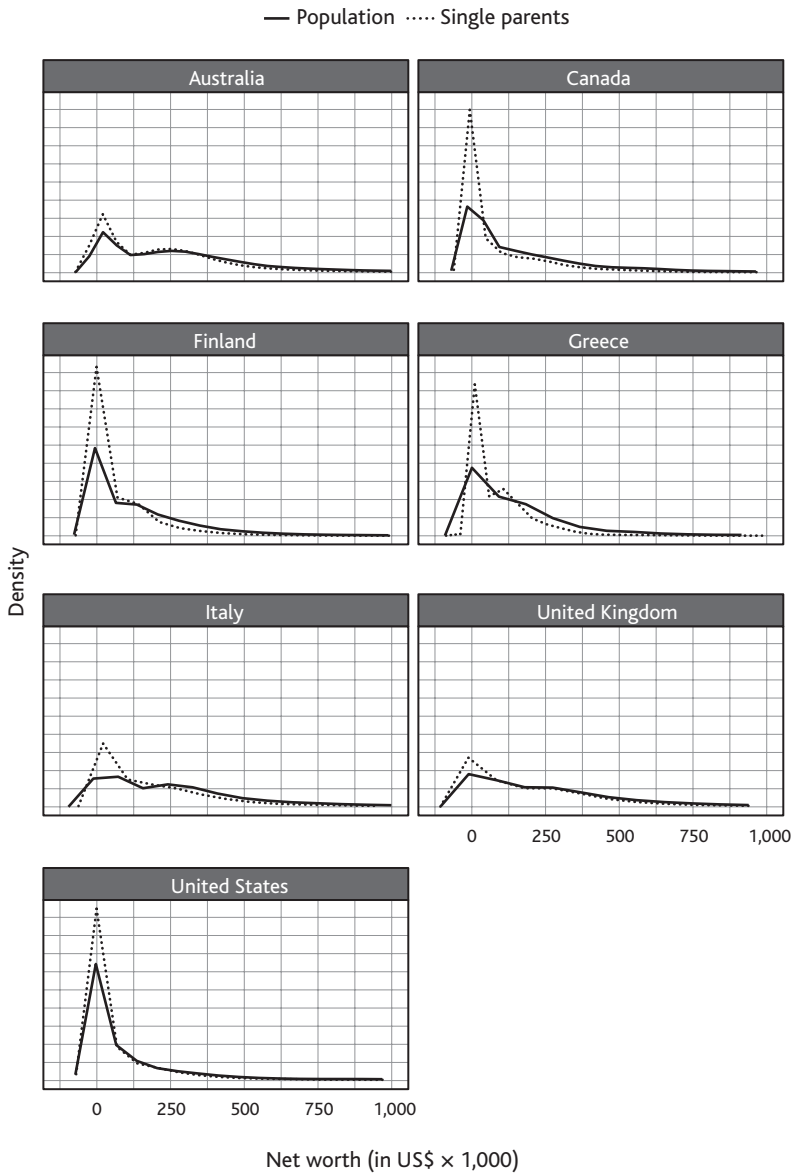 Population Single parents
Australia
Canada
Finland
Greece
Density
Italy
United Kingdom
0 250 500 750 1,000
United States
0 250 500 750 1,000
Net worth (in US$ × 1,000)